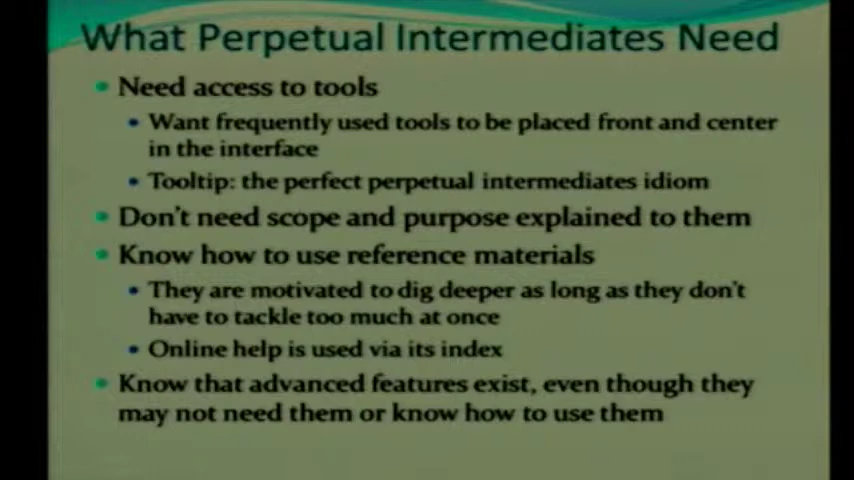 What Perpetual Intermediates Need
• Need access to tools
• Want frequently used tools to be placed front and center
in the interface
• Tooltip: the perfect perpetual intermediates idiom
• Don't need scope and purpose explained to them
• Know how to use reference materials
• They are motivated to dig deeper as long as they don't
have to tackle too much at once
• Online help is used via its index
• Know that advanced features exist, even though they
may not need them or know how to use them